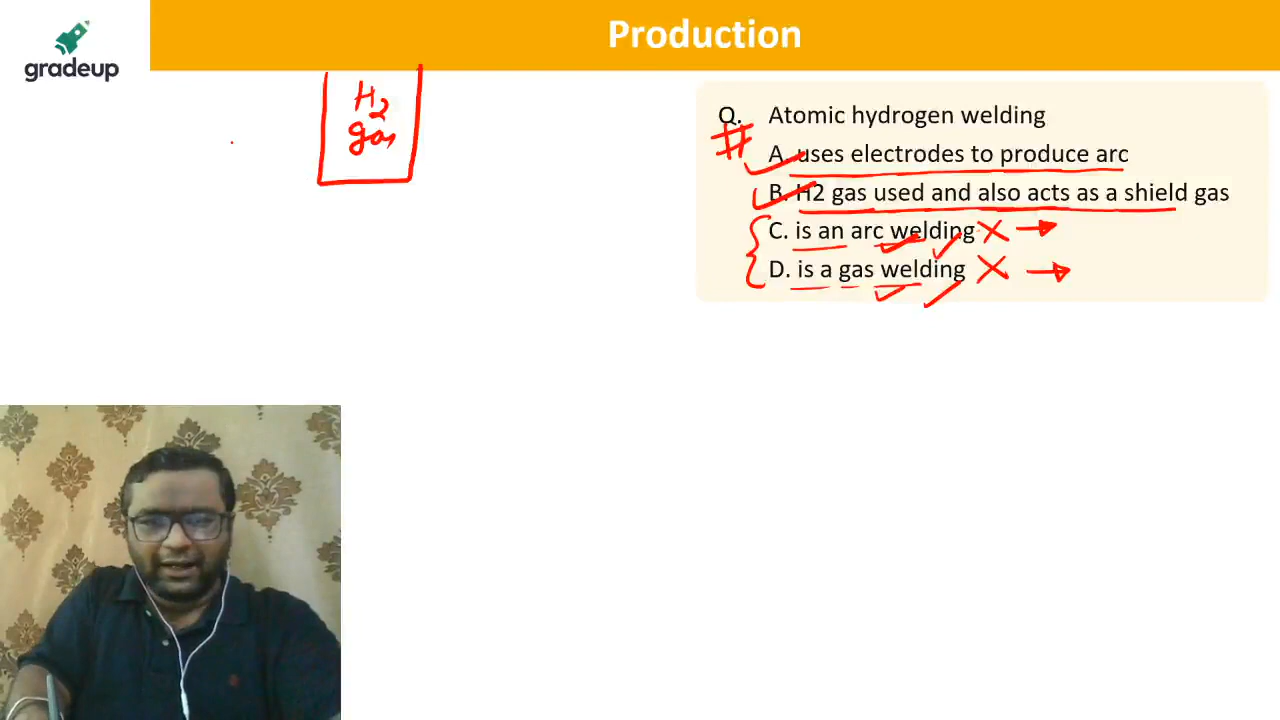 Production
gradeup
H2
gas
Q. Atomic hydrogen welding
A. uses electrodes to produce arc
B. H2 gas used and also acts as a shield gas
C. is an arc welding
D. is a gas welding